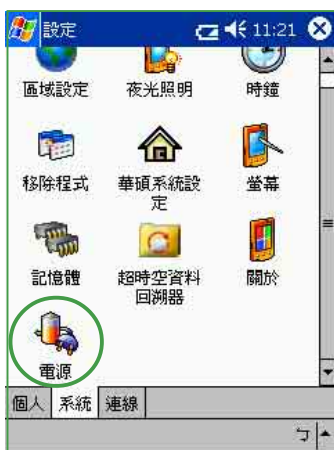 設定 11:21
區域設定 夜光照明 時鐘
移除程式 華碩系統設定 螢幕
記憶體 超時空資料回溯器 關於
電源
個人 系統 連線
ㄅ